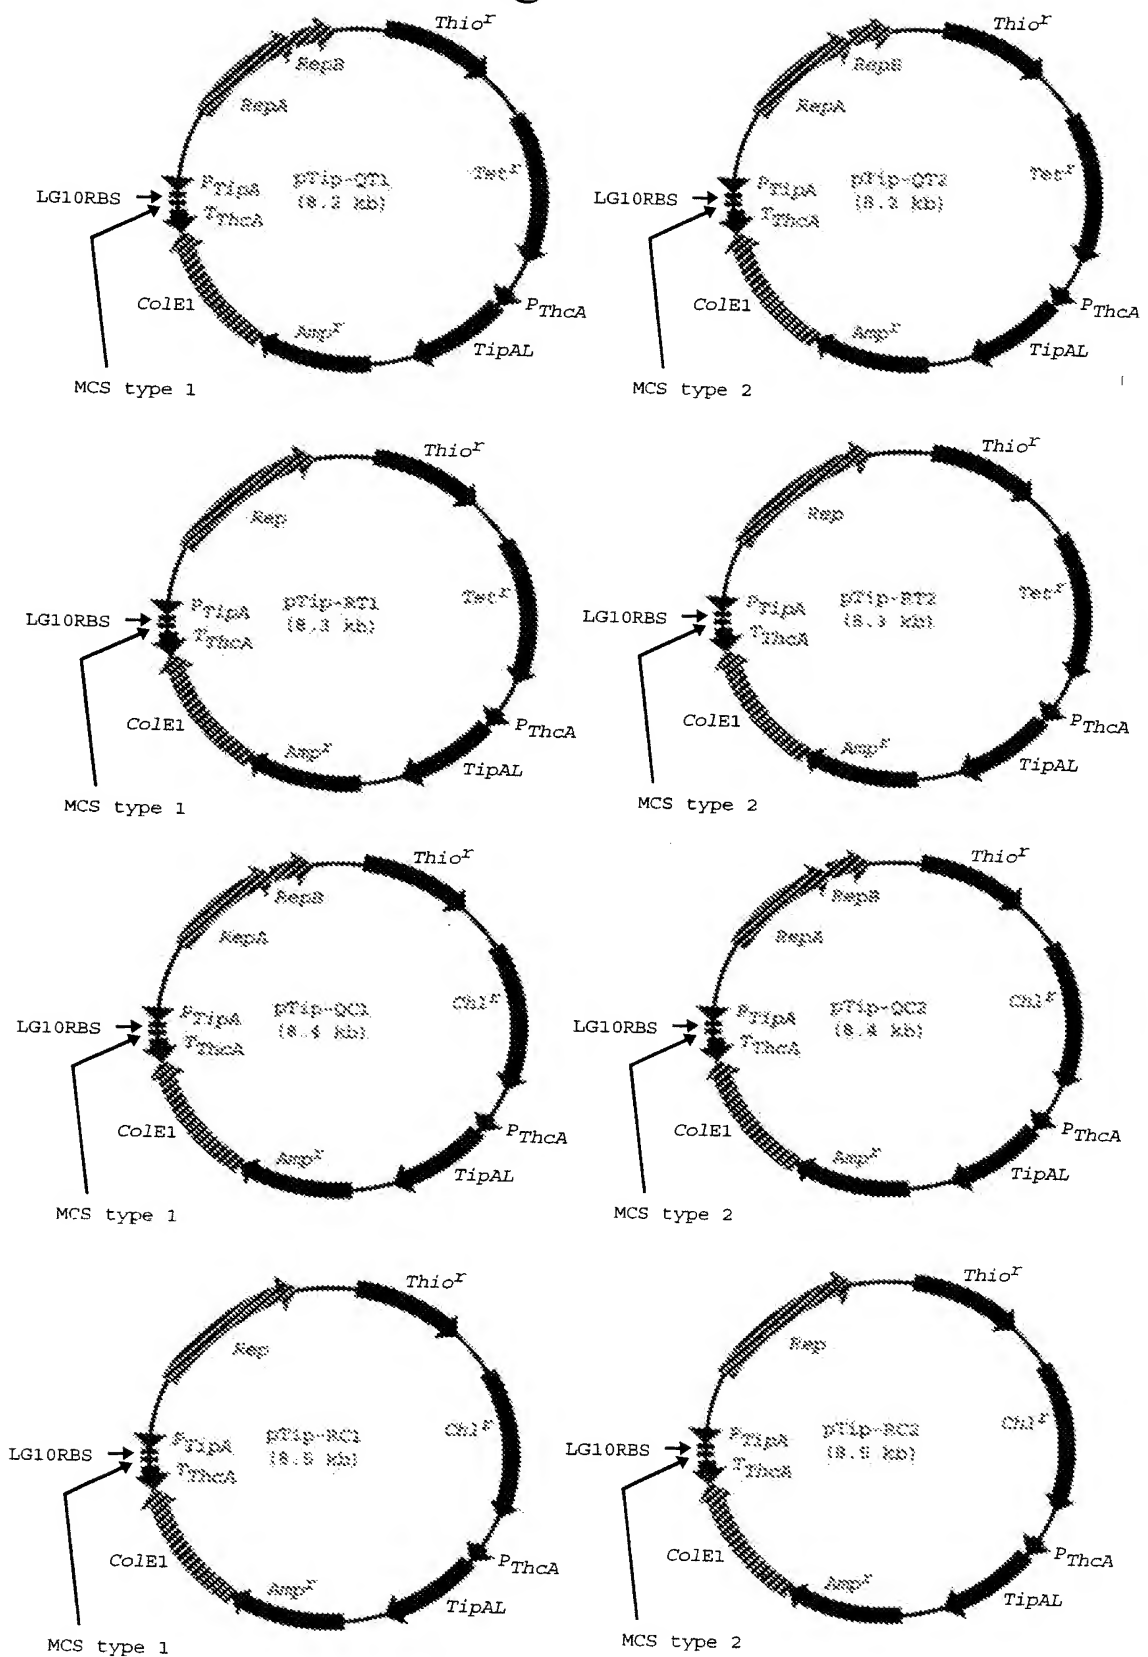 Thio^r
RepB
RepA
Tet^r
P_TipA
pTip-QT1
(8.2 kb)
LG10RBS
T_ThcA
ColE1
P_ThcA
Amp^r
TipAL
MCS type 1
Thio^r
RepB
RepA
Tet^r
P_TipA
pTip-QT2
LG10RBS
T_ThcA
ColE1
P_ThcA
Amp^r
TipAL
MCS type 2
Thio^r
Rep
Tet^r
P_TipA
pTip-RT1
(8.3 kb)
LG10RBS
T_ThcA
ColE1
P_ThcA
Amp^r
TipAL
MCS type 1
Thio^r
Rep
Tet^r
P_TipA
pTip-RT2
(8.3 kb)
LG10RBS
T_ThcA
ColE1
P_ThcA
Amp^r
TipAL
MCS type 2
Thio^r
RepB
RepA
Chl^r
P_TipA
pTip-QC1
(8.4 kb)
LG10RBS
T_ThcA
ColE1
P_ThcA
Amp^r
TipAL
MCS type 1
Thio^r
RepB
RepA
Chl^r
P_TipA
pTip-QC2
(8.4 kb)
LG10RBS
T_ThcA
ColE1
P_ThcA
Amp^r
TipAL
MCS type 2
Thio^r
Rep
Chl^r
P_TipA
pTip-RC1
(8.5 kb)
LG10RBS
T_ThcA
ColE1
P_ThcA
Amp^r
TipAL
MCS type 1
Thio^r
Rep
Chl^r
P_TipA
pTip-RC2
(8.5 kb)
LG10RBS
T_ThcA
ColE1
P_ThcA
Amp^r
TipAL
MCS type 2